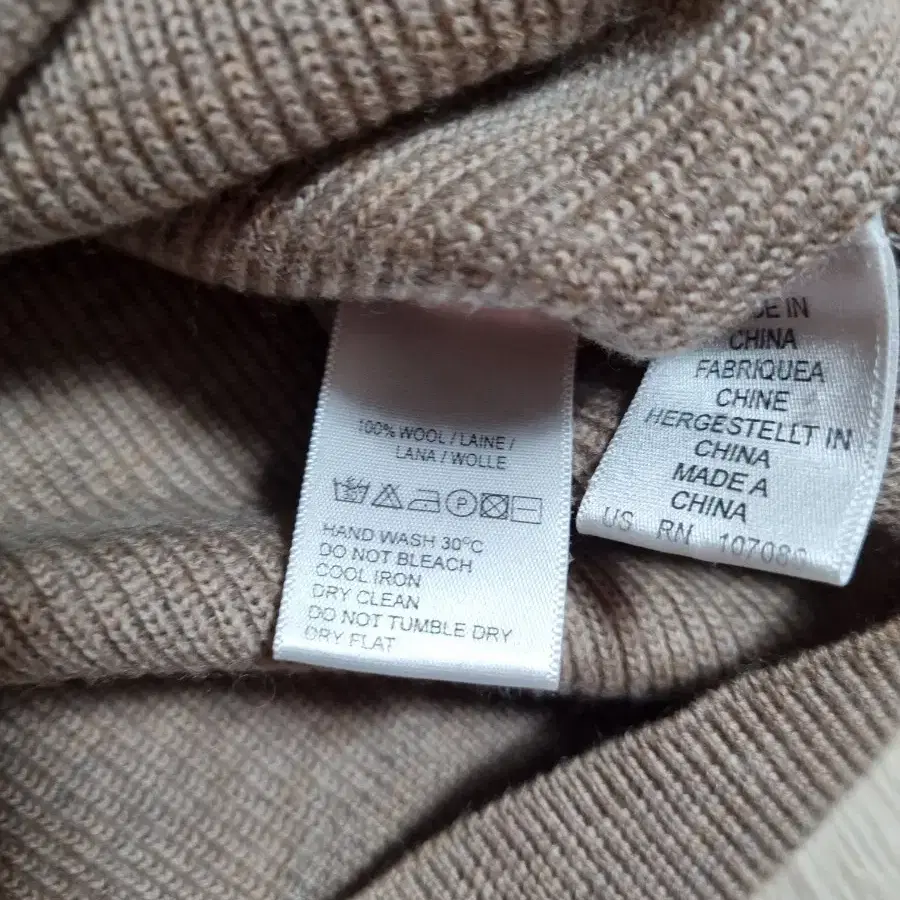 100% WOOL / LAINE /
LANA / WOLLE
HAND WASH 30°C
DO NOT BLEACH
COOL IRON
DRY CLEAN
DO NOT TUMBLE DRY
DRY FLAT
IN
CHINA
FABRIQUEA
CHINE
HERGESTELLT IN
CHINA
MADE A
CHINA
US RN